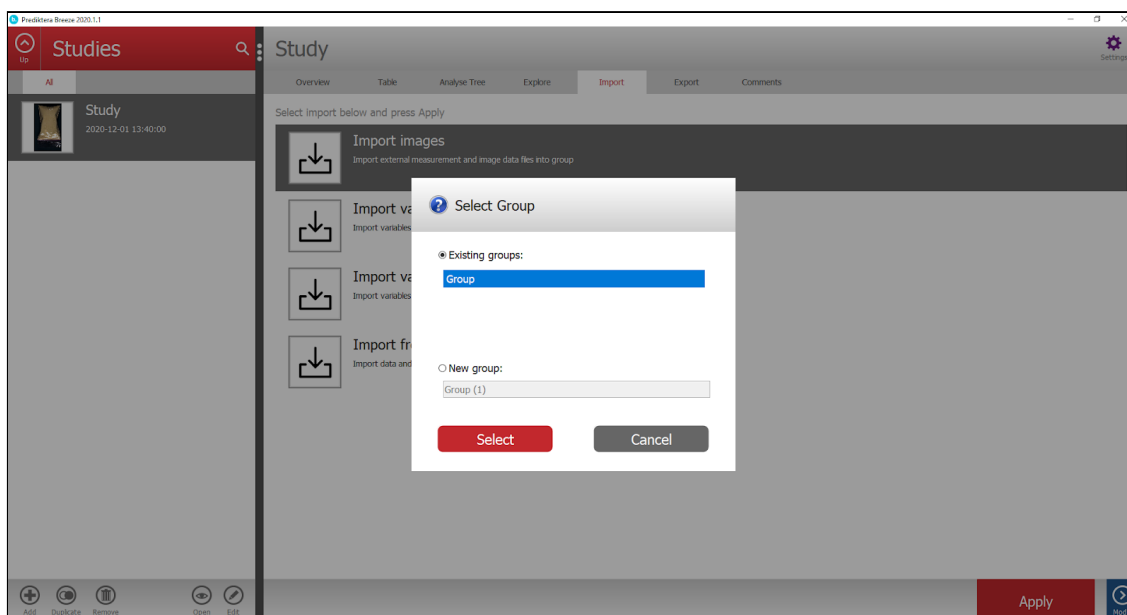 Prediktera Breeze 2020.1.1
Up
Studies
Study
Settings
All
Overview Table Analyse Tree Explore Import Export Comments
Study
2020-12-01 13:40:00
Select import below and press Apply
Import images
Import external measurement and image data files into group
Import va
Import variables
Import va
Import variables
Import fr
Import data and
Select Group
Existing groups:
Group
New group:
Group (1)
Select Cancel
Add Duplicate Remove Open Edit
Apply
Mod